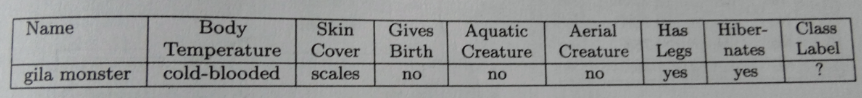 Name Body Skin Gives Aquatic Aerial Has Hiber- Class
Temperature Cover Birth Creature Creature Legs nates Label
gila monster cold-blooded scales no no no yes yes ?